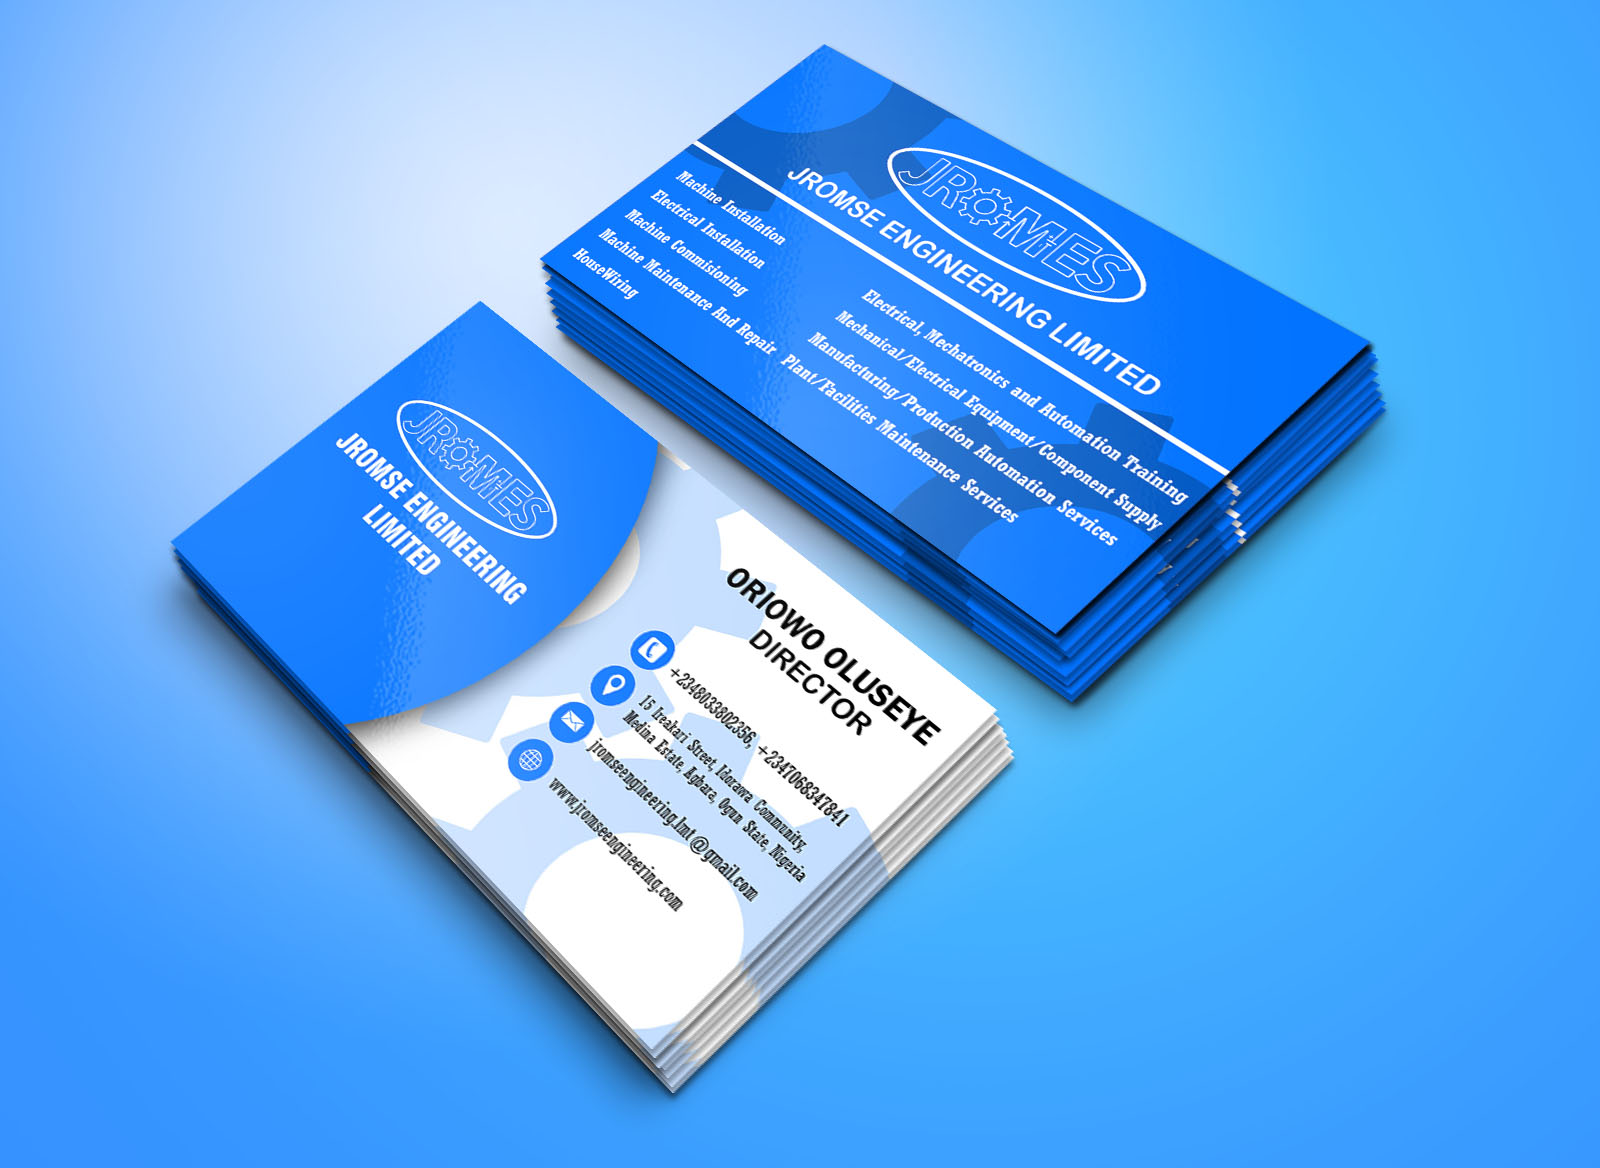 JROMES
JROMSE ENGINEERING LIMITED
Machine Installation
Electrical Installation
Machine Commisioning
Machine Maintenance And Repair
HouseWiring
Electrical, Mechatronics and Automation Training
Mechanical/Electrical Equipment/Component Supply
Manufacturing/Production Automation Services
Plant/Facilities Maintenance Services
JROMES
JROMSE ENGINEERING
LIMITED
ORIOWO OLUSEYE
DIRECTOR
+2348033802356, +2347068347841
15 Ireakari Street, Idorawa Community,
Medina Estate, Agbara, Ogun State, Nigeria
jromseengineering.lmt@gmail.com
www.jromseengineering.com